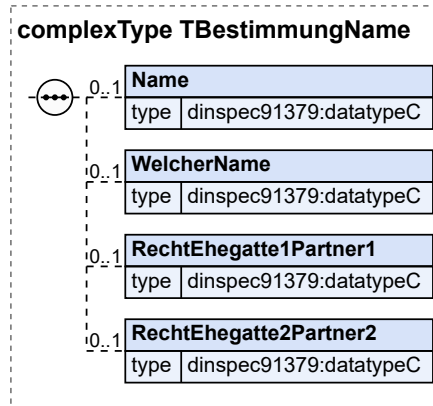 complexType TBestimmungName
0..1 Name
type dinspec91379:datatypeC
0..1 WelcherName
type dinspec91379:datatypeC
0..1 RechtEhegatte1Partner1
type dinspec91379:datatypeC
0..1 RechtEhegatte2Partner2
type dinspec91379:datatypeC